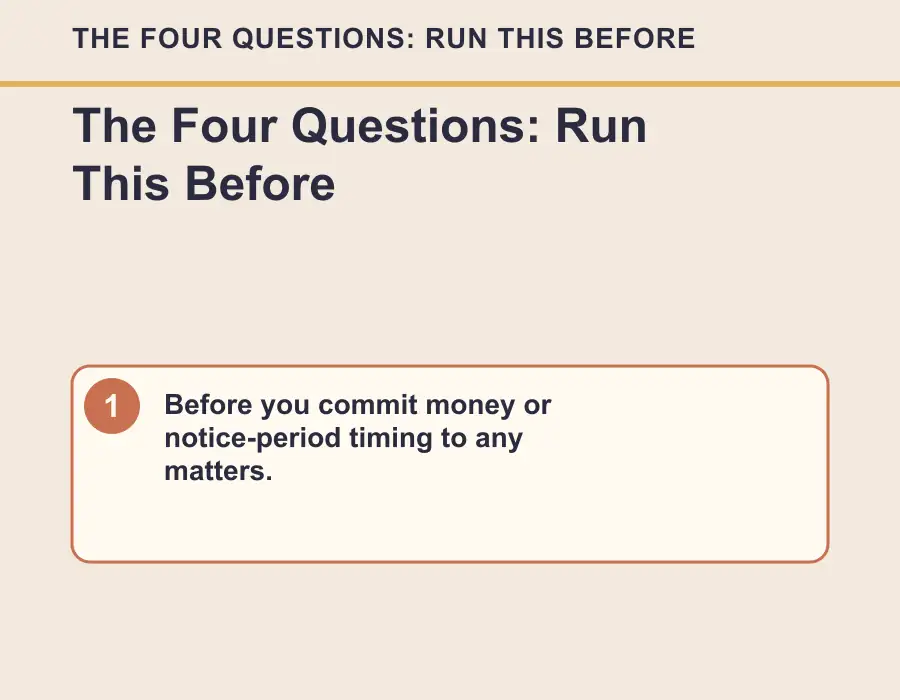 THE FOUR QUESTIONS: RUN THIS BEFORE
The Four Questions: Run
This Before
1
Before you commit money or
notice-period timing to any
matters.